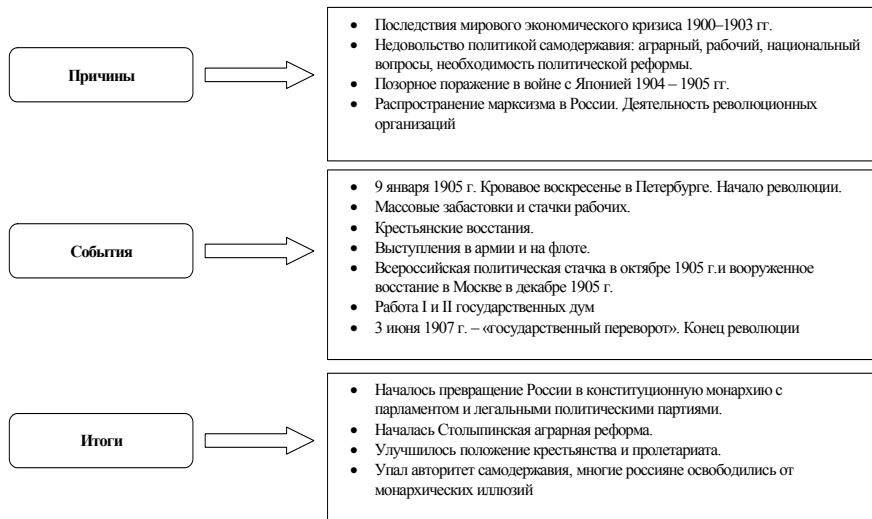 Причины
• Последствия мирового экономического кризиса 1900–1903 гг.
• Недовольство политикой самодержавия: аграрный, рабочий, национальный
вопросы, необходимость политической реформы.
• Позорное поражение в войне с Японией 1904 – 1905 гг.
• Распространение марксизма в России. Деятельность революционных
организаций
События
• 9 января 1905 г. Кровавое воскресенье в Петербурге. Начало революции.
• Массовые забастовки и стачки рабочих.
• Крестьянские восстания.
• Выступления в армии и на флоте.
• Всероссийская политическая стачка в октябре 1905 г.и вооруженное
восстание в Москве в декабре 1905 г.
• Работа I и II государственных дум
• 3 июня 1907 г. – «государственный переворот». Конец революции
Итоги
• Началось превращение России в конституционную монархию с
парламентом и легальными политическими партиями.
• Началась Столыпинская аграрная реформа.
• Улучшилось положение крестьянства и пролетариата.
• Упал авторитет самодержавия, многие россияне освободились от
монархических иллюзий